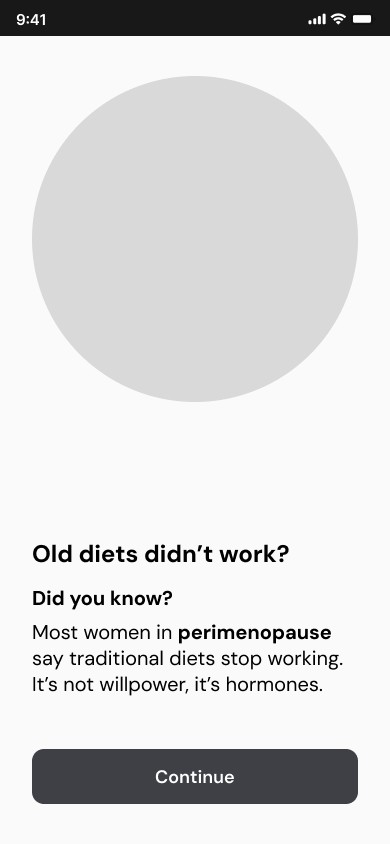 9:41
Old diets didn’t work?
Did you know?
Most women in perimenopause
say traditional diets stop working.
It’s not willpower, it’s hormones.
Continue